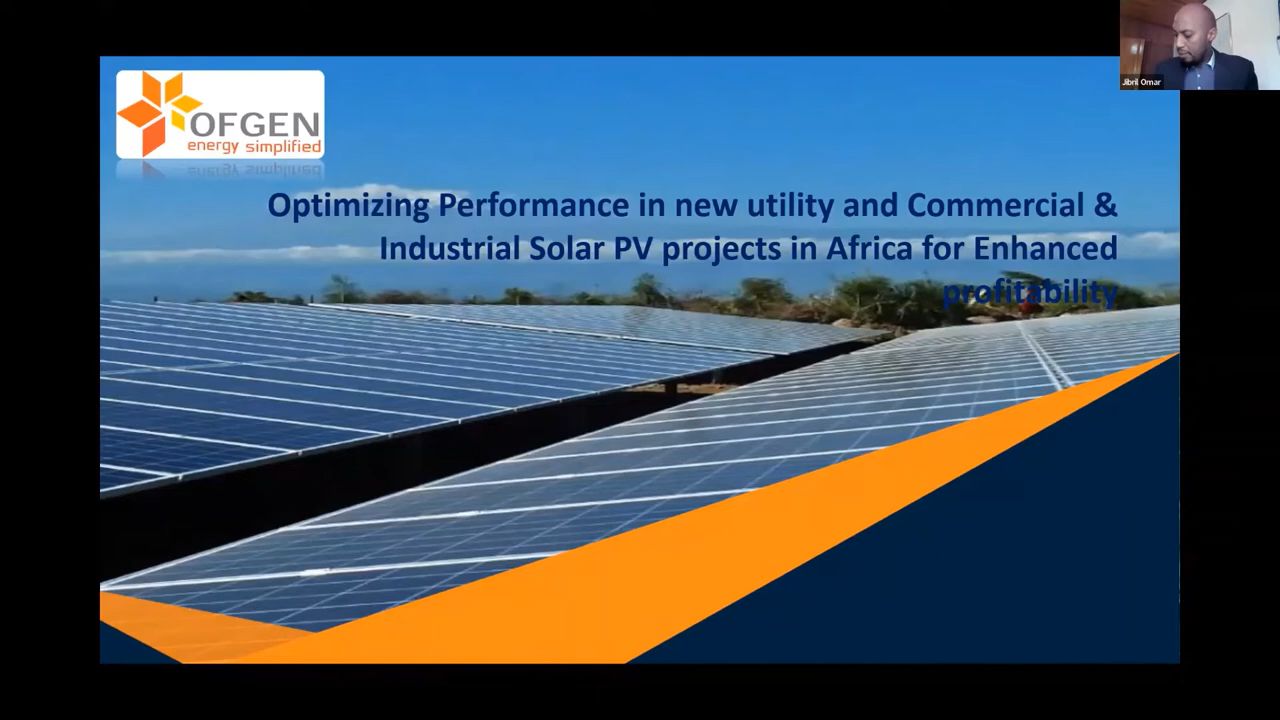 OFGEN
energy simplified
Optimizing Performance in new utility and Commercial &
Industrial Solar PV projects in Africa for Enhanced
profitability
Jibril Omar